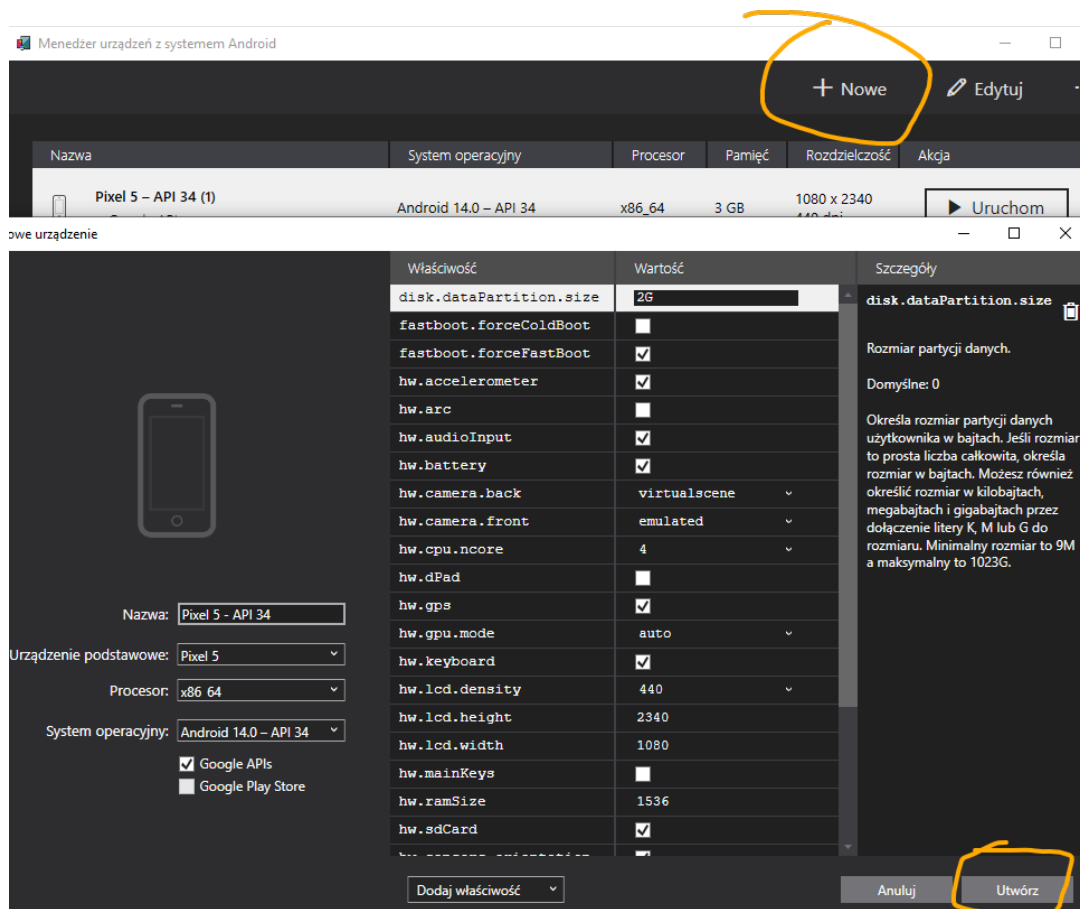 Menedżer urządzeń z systemem Android
Nowe Edytuj
Nazwa System operacyjny Procesor Pamięć Rozdzielczość Akcja
Pixel 5 – API 34 (1) Android 14.0 – API 34 x86_64 3 GB 1080 x 2340 Uruchom
owe urządzenie
Właściwość Wartość Szczegóły
disk.dataPartition.size 2G
fastboot.forceColdBoot
fastboot.forceFastBoot
hw.accelerometer
hw.arc
hw.audioInput
hw.battery
hw.camera.back virtualscene
hw.camera.front emulated
hw.cpu.ncore 4
hw.dPad
hw.gps
hw.gpu.mode auto
hw.keyboard
hw.lcd.density 440
hw.lcd.height 2340
hw.lcd.width 1080
hw.mainKeys
hw.ramSize 1536
hw.sdCard
disk.dataPartition.size
Rozmiar partycji danych.
Domyślne: 0
Określa rozmiar partycji danych
użytkownika w bajtach. Jeśli rozmiar
to prosta liczba całkowita, określa
rozmiar w bajtach. Możesz również
określić rozmiar w kilobajtach,
megabajtach i gigabajtach przez
dołączenie litery K, M lub G do
rozmiaru. Minimalny rozmiar to 9M
a maksymalny to 1023G.
Nazwa: Pixel 5 - API 34
Urządzenie podstawowe: Pixel 5
Procesor: x86_64
System operacyjny: Android 14.0 – API 34
Google APIs
Google Play Store
Dodaj właściwość Anuluj Utwórz